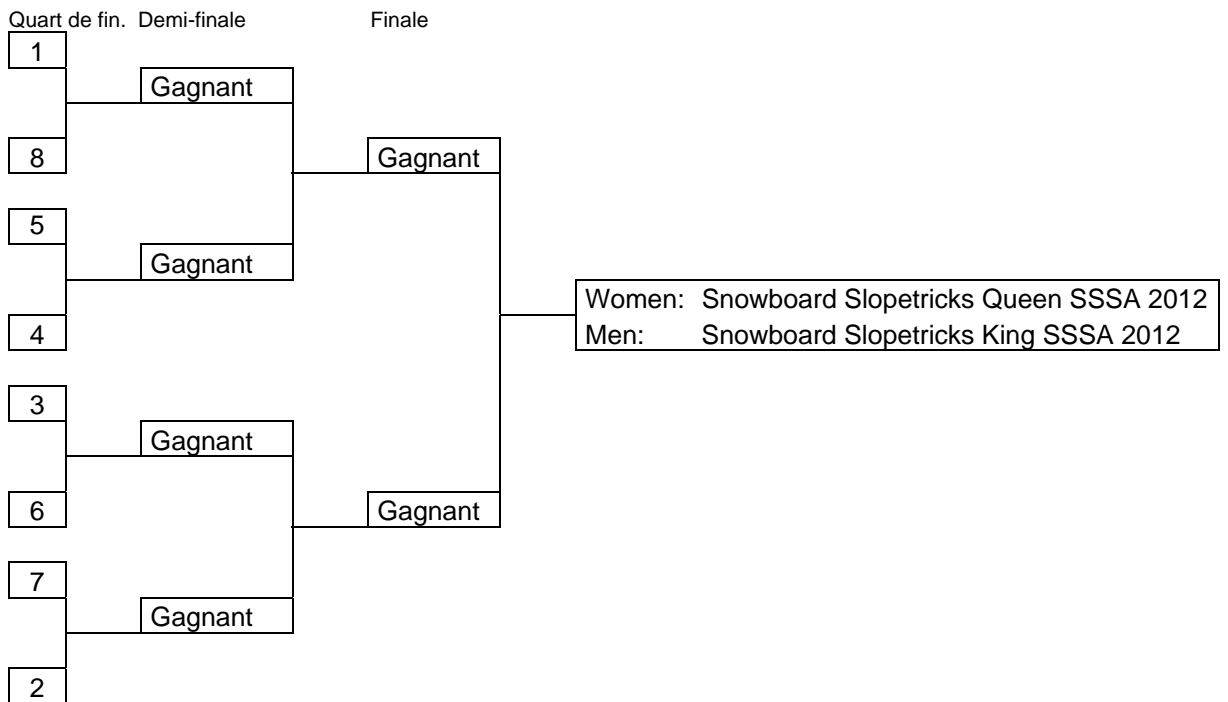 Quart de fin. Demi-finale Finale
1
Gagnant
8
Gagnant
5
Gagnant
Women: Snowboard Slopetricks Queen SSSA 2012
Men: Snowboard Slopetricks King SSSA 2012
4
3
Gagnant
6
Gagnant
7
Gagnant
2